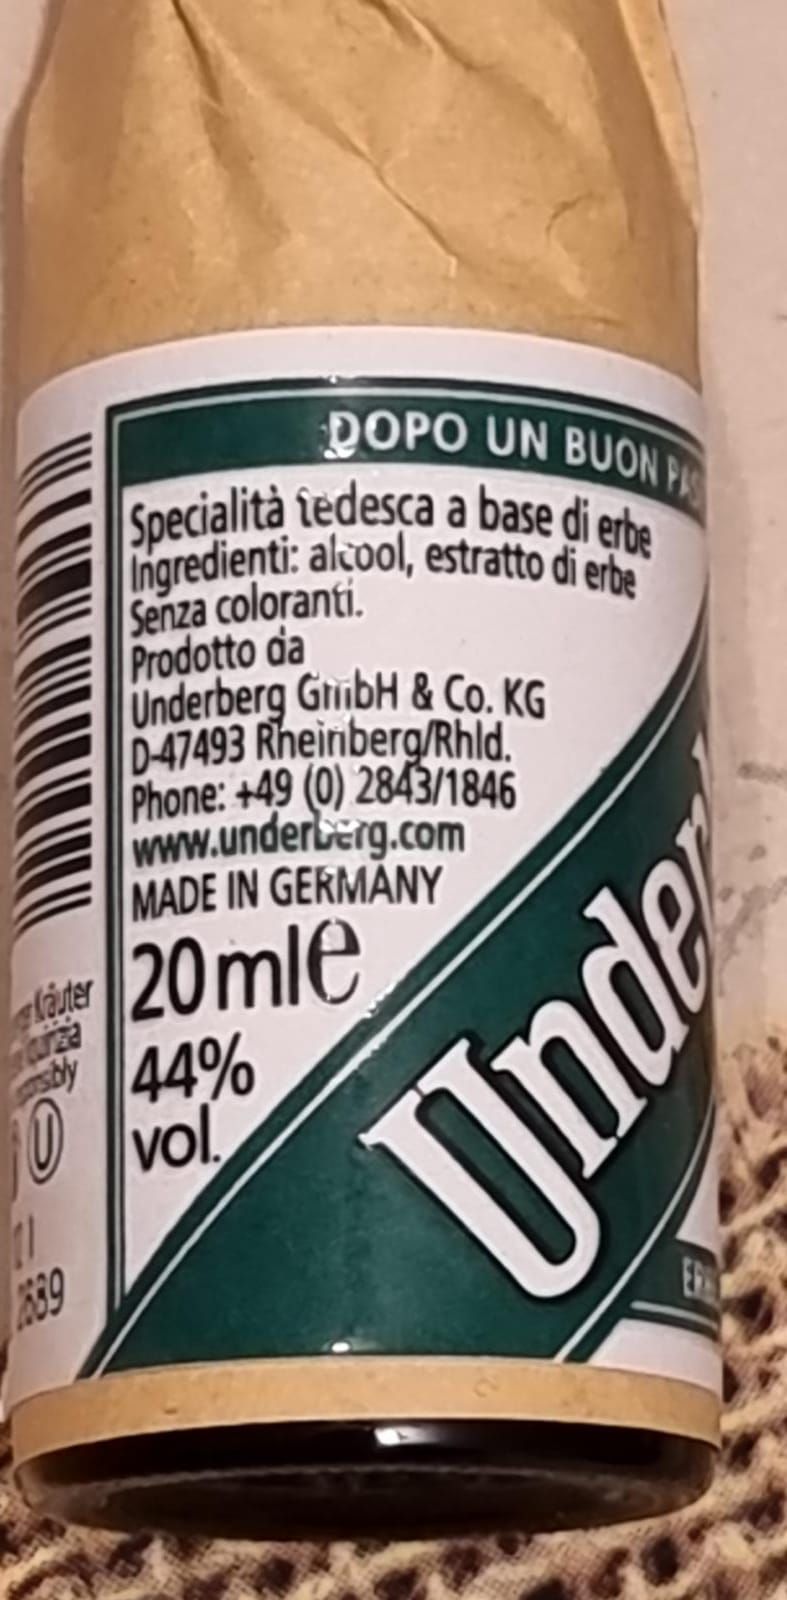 DOPO UN BUON
Specialità tedesca a base di erbe
Ingredienti: alcool, estratto di erbe
Senza coloranti.
Prodotto da
Underberg GmbH & Co. KG
D-47493 Rheinberg/Rhld.
Phone: +49 (0) 2843/1846
www.underberg.com
MADE IN GERMANY
20 ml e
44%
vol.
Under
Kräuter
U